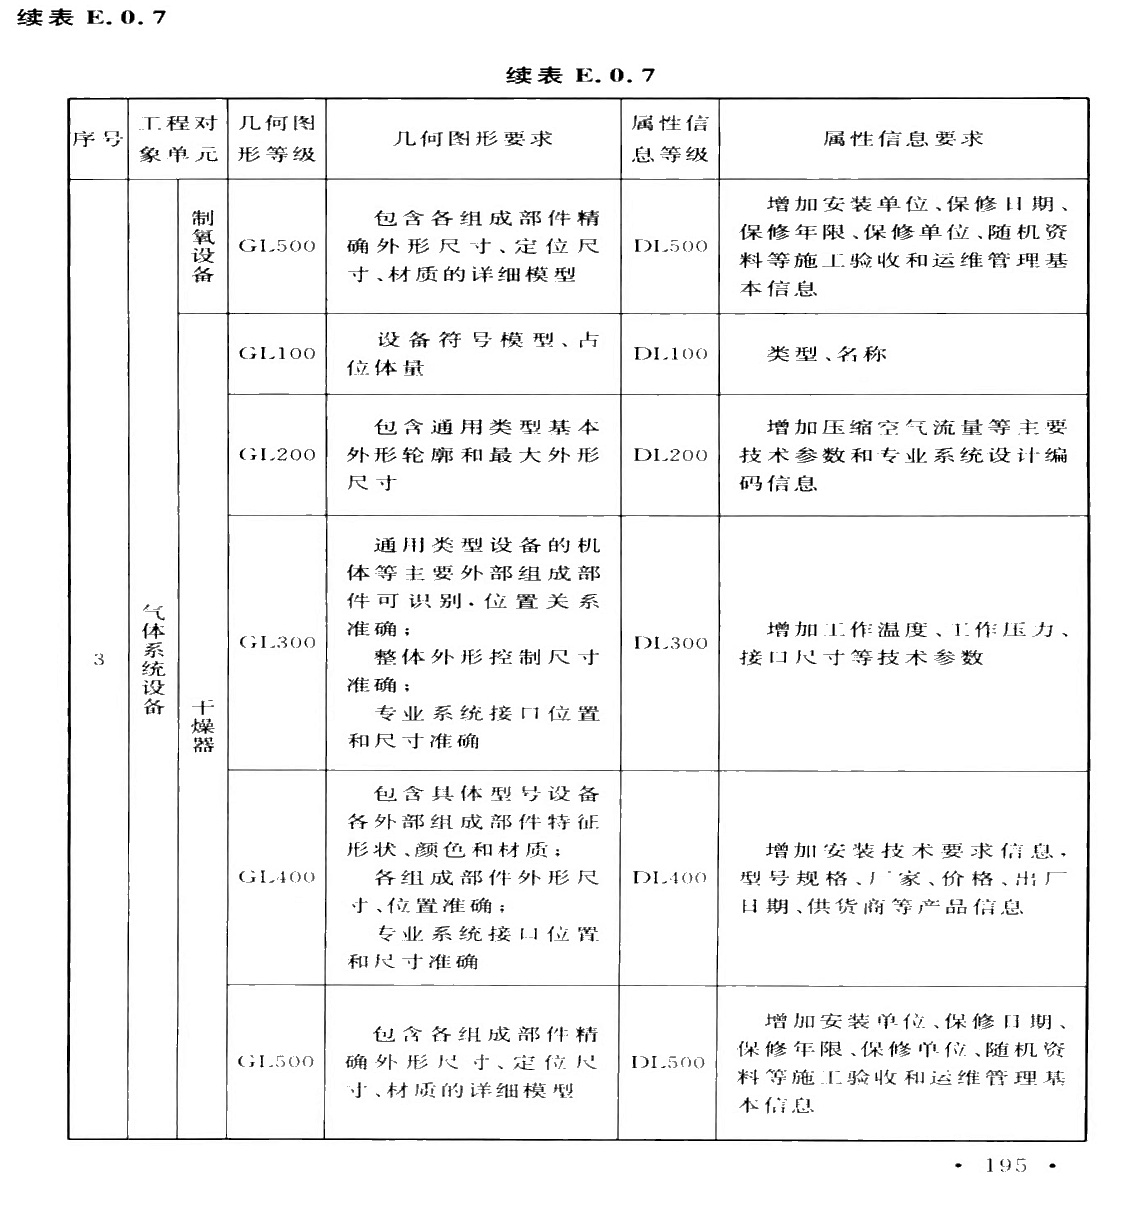 续表 E.0.7
续表 E.0.7
序号
工程对
象单元
几何图
形等级
几何图形要求
属性信
息等级
属性信息要求
3
气体系统设备
制氧设备
GL500
包含各组成部件精
确外形尺寸、定位尺
寸、材质的详细模型
DL500
增加安装单位、保修日期、
保修年限、保修单位、随机资
料等施工验收和运维管理基
本信息
干燥器
GL100
设备符号模型、占
位体量
DL100
类型、名称
GL200
包含通用类型基本
外形轮廓和最大外形
尺寸
DL200
增加压缩空气流量等主要
技术参数和专业系统设计编
码信息
GL300
通用类型设备的机
体等主要外部组成部
件可识别，位置关系
准确；
整体外形控制尺寸
准确；
专业系统接口位置
和尺寸准确
DL300
增加工作温度、工作压力、
接口尺寸等技术参数
GL400
包含具体型号设备
各外部组成部件特征
形状、颜色和材质；
各组成部件外形尺
寸、位置准确；
专业系统接口位置
和尺寸准确
DL400
增加安装技术要求信息，
型号规格、厂家、价格、出厂
日期、供货商等产品信息
GL500
包含各组成部件精
确外形尺寸、定位尺
寸、材质的详细模型
DL500
增加安装单位、保修日期、
保修年限、保修单位、随机资
料等施工验收和运维管理基
本信息
• 195 •